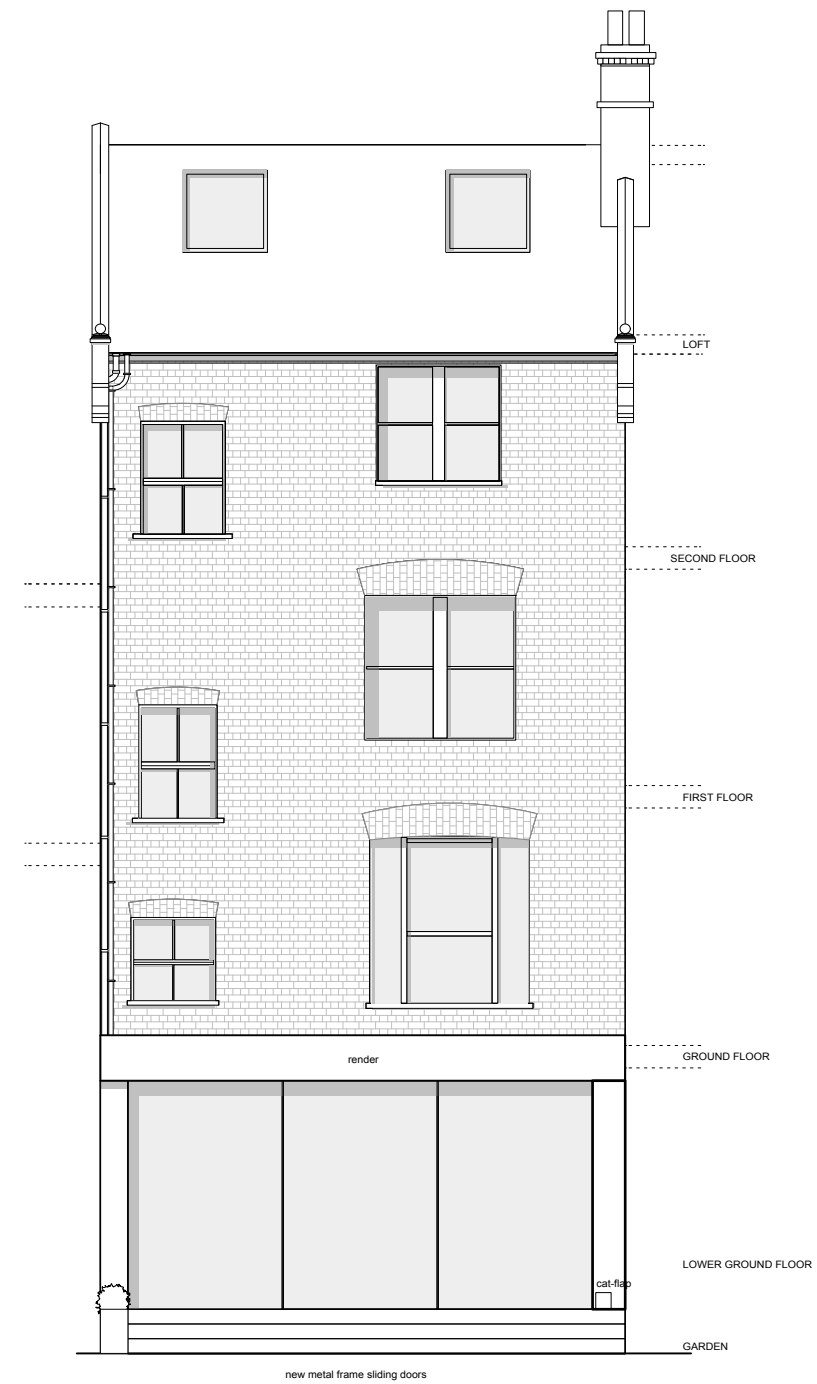 LOFT
SECOND FLOOR
FIRST FLOOR
GROUND FLOOR
render
LOWER GROUND FLOOR
cat-flap
GARDEN
new metal frame sliding doors